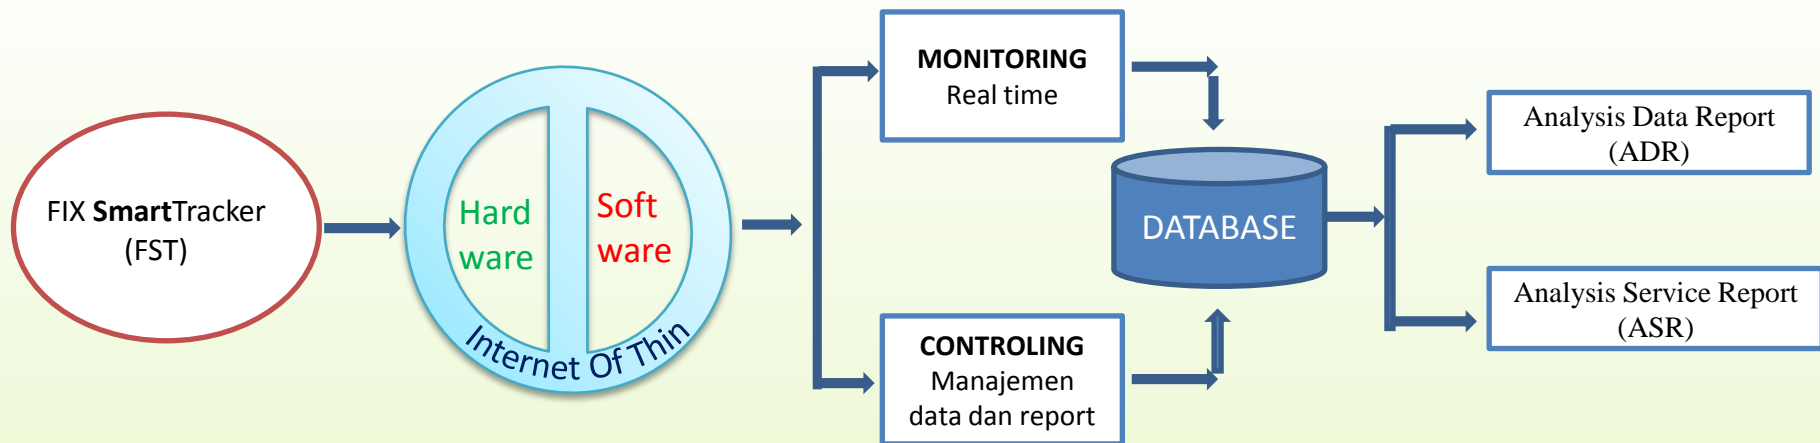 FIX SmartTracker
(FST)
Hard
ware
Soft
ware
Internet Of Thin
MONITORING
Real time
CONTROLING
Manajemen
data dan report
DATABASE
Analysis Data Report
(ADR)
Analysis Service Report
(ASR)